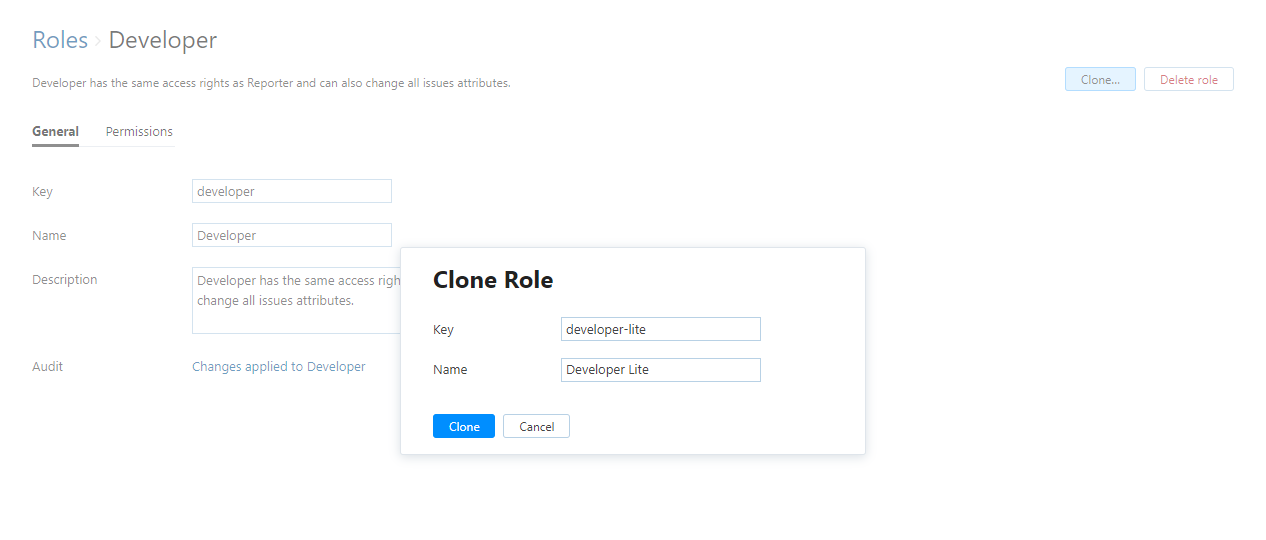 Roles › Developer
Developer has the same access rights as Reporter and can also change all issues attributes.
Clone...
Delete role
General
Permissions
Key
developer
Name
Developer
Description
Developer has the same access righ
change all issues attributes.
Audit
Changes applied to Developer
Clone Role
Key
developer-lite
Name
Developer Lite
Clone
Cancel